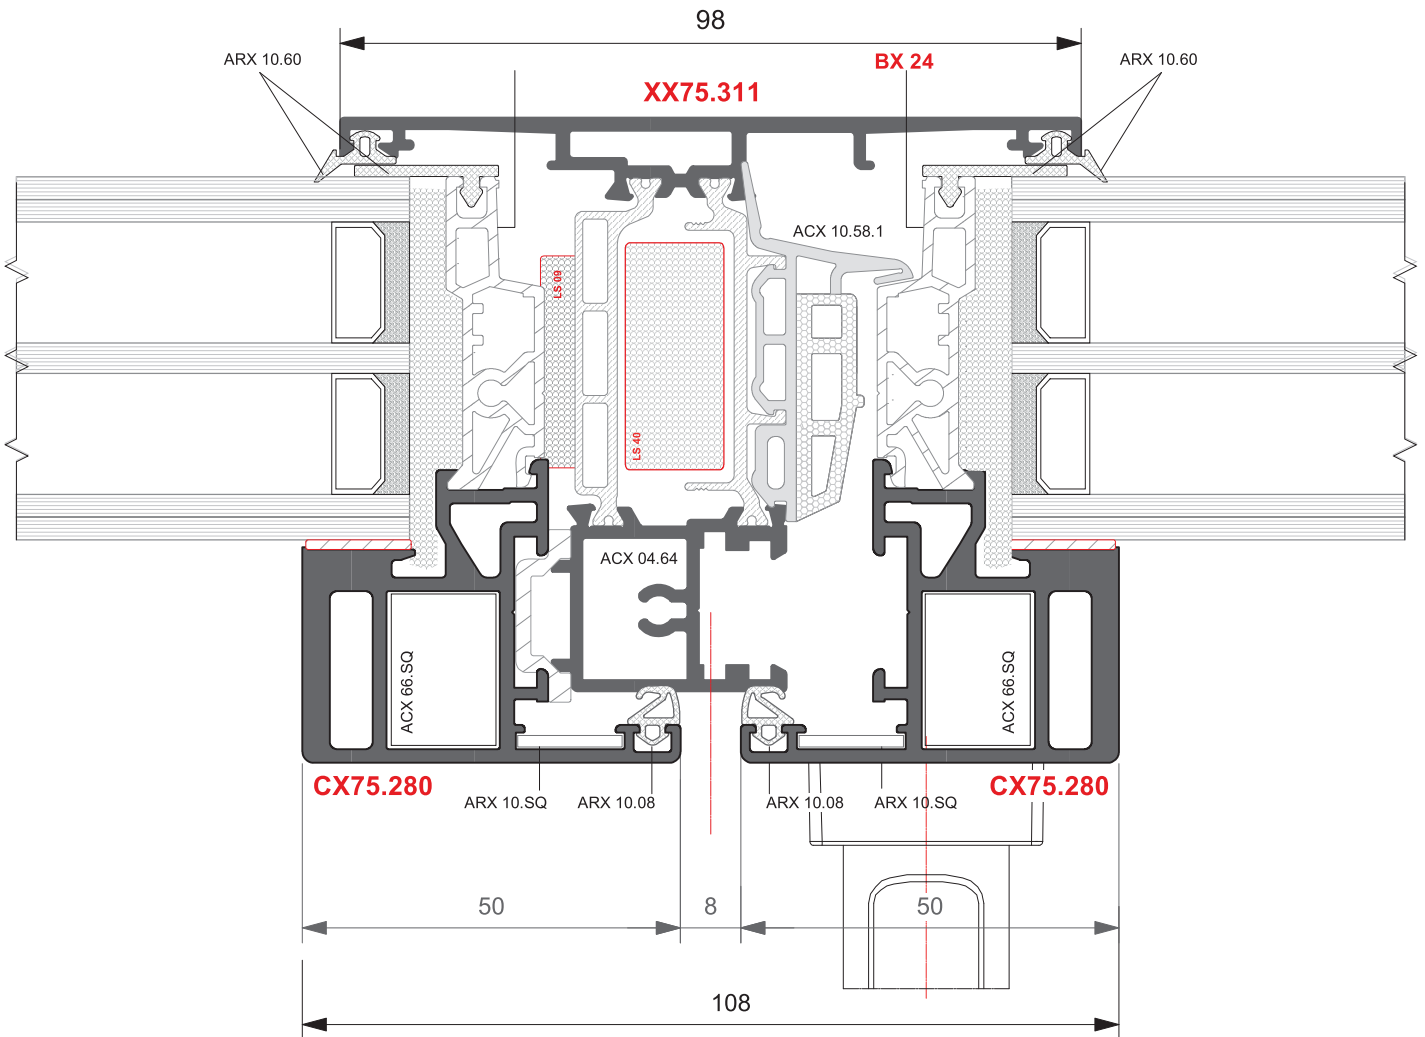 98
ARX 10.60
BX 24
ARX 10.60
XX75.311
ACX 10.58.1
LS 09
LS 40
ACX 04.64
ACX 66.SQ
ACX 66.SQ
CX75.280
CX75.280
ARX 10.SQ
ARX 10.08
ARX 10.08
ARX 10.SQ
50
8
50
108